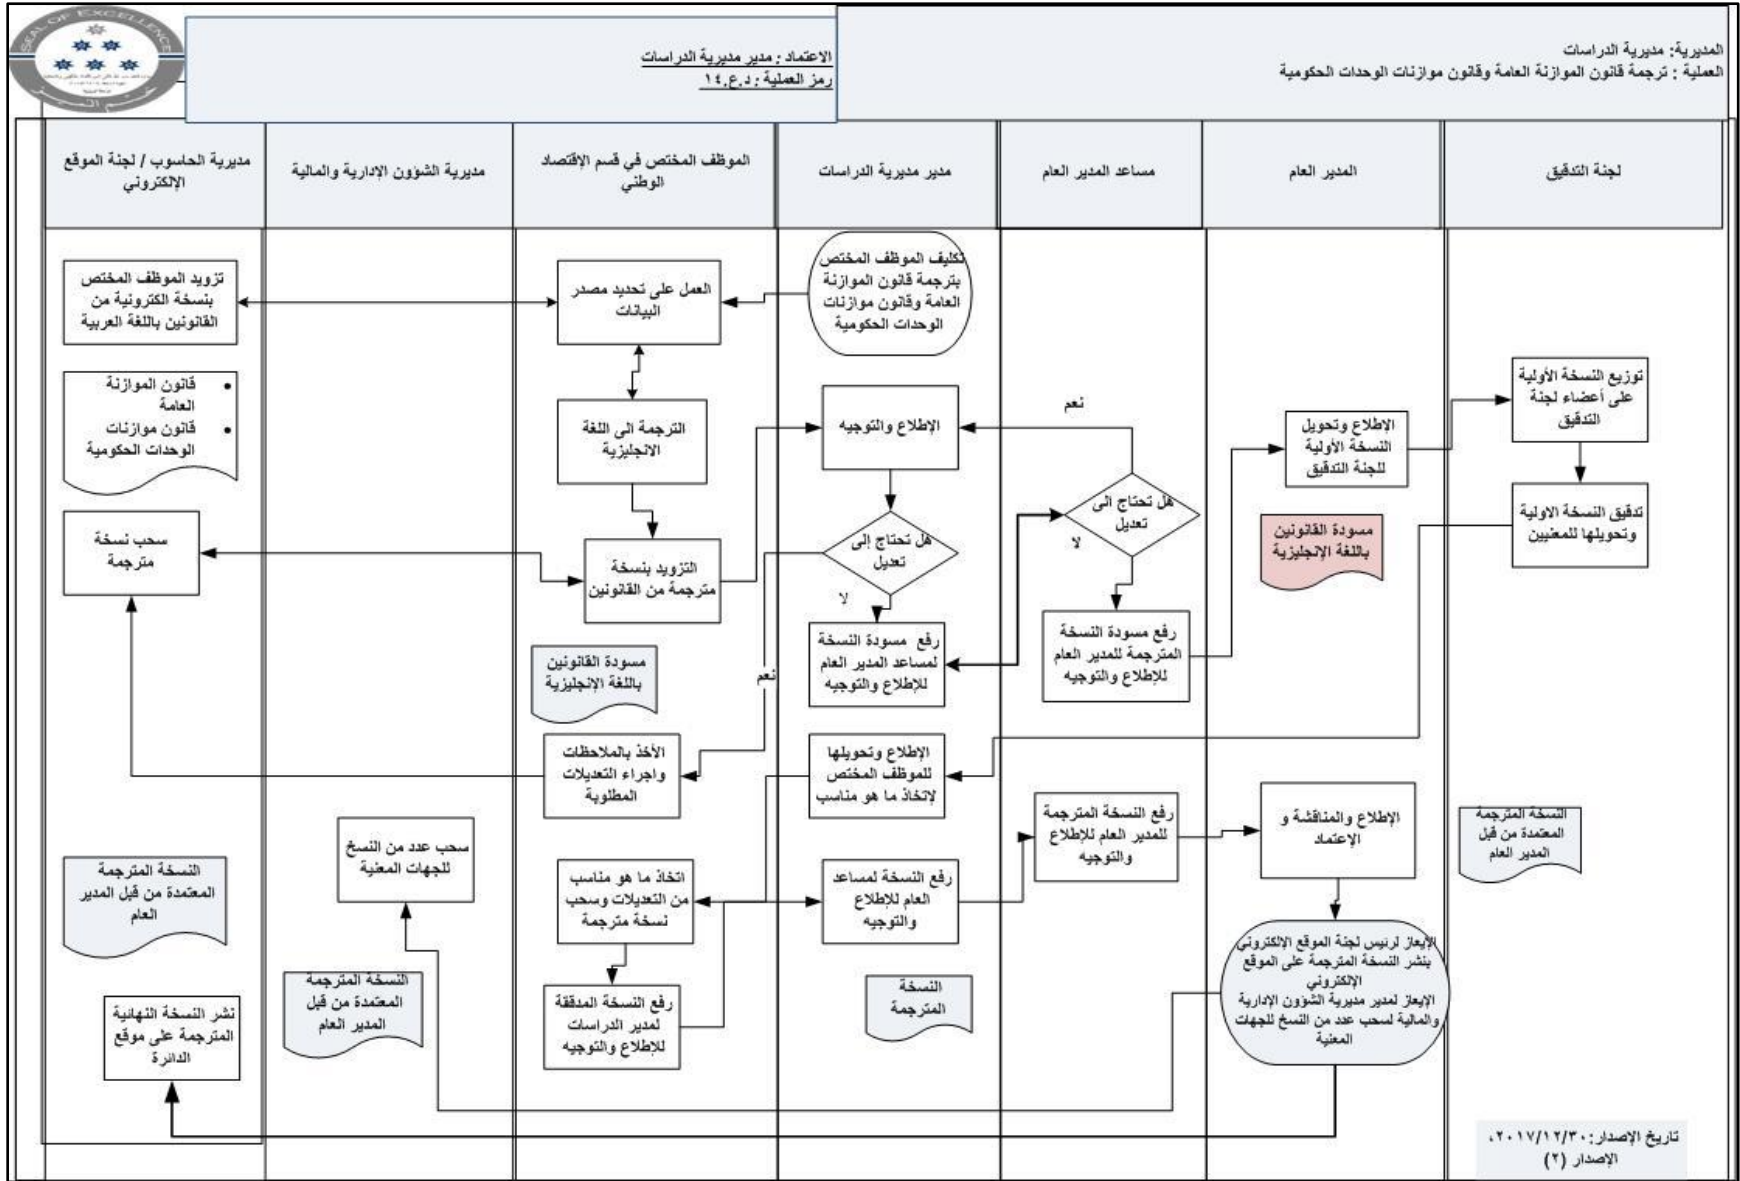 SEAL OF EXCELLENCE
ختم التميز
المديرية: مديرية الدراسات
العملية : ترجمة قانون الموازنة العامة وقانون موازنات الوحدات الحكومية
الاعتماد : مدير مديرية الدراسات
رمز العملية : د.ع.١٤
لجنة التدقيق
المدير العام
مساعد المدير العام
مدير مديرية الدراسات
الموظف المختص في قسم الإقتصاد
الوطني
مديرية الشؤون الإدارية والمالية
مديرية الحاسوب / لجنة الموقع
الإلكتروني
تكليف الموظف المختص
بترجمة قانون الموازنة
العامة وقانون موازنات
الوحدات الحكومية
العمل على تحديد مصدر
البيانات
تزويد الموظف المختص
بنسخة الكترونية من
القانونين باللغة العربية
• قانون الموازنة
العامة
• قانون موازنات
الوحدات الحكومية
الترجمة الى اللغة
الانجليزية
التزويد بنسخة
مترجمة من القانونين
سحب نسخة
مترجمة
مسودة القانونين
باللغة الإنجليزية
الإطلاع والتوجيه
هل تحتاج إلى
تعديل
لا
نعم
رفع مسودة النسخة
لمساعد المدير العام
للإطلاع والتوجيه
نعم
هل تحتاج الى
تعديل
لا
رفع مسودة النسخة
المترجمة للمدير العام
للإطلاع والتوجيه
الإطلاع وتحويل
النسخة الأولية
للجنة التدقيق
مسودة القانونين
باللغة الإنجليزية
توزيع النسخة الأولية
على أعضاء لجنة
التدقيق
تدقيق النسخة الاولية
وتحويلها للمعنيين
الإطلاع وتحويلها
للموظف المختص
لإتخاذ ما هو مناسب
الأخذ بالملاحظات
واجراء التعديلات
المطلوبة
اتخاذ ما هو مناسب
من التعديلات وسحب
نسخة مترجمة
رفع النسخة المدققة
لمدير الدراسات
للإطلاع والتوجيه
رفع النسخة لمساعد
العام للإطلاع
والتوجيه
النسخة
المترجمة
رفع النسخة المترجمة
للمدير العام للإطلاع
والتوجيه
الإطلاع والمناقشة و
الإعتماد
النسخة المترجمة
المعتمدة من قبل
المدير العام
الإيعاز لرئيس لجنة الموقع الإلكتروني
بنشر النسخة المترجمة على الموقع
الإلكتروني
الإيعاز لمدير مديرية الشؤون الإدارية
والمالية لسحب عدد من النسخ للجهات
المعنية
سحب عدد من النسخ
للجهات المعنية
النسخة المترجمة
المعتمدة من قبل
المدير العام
النسخة المترجمة
المعتمدة من قبل المدير
العام
نشر النسخة النهائية
المترجمة على موقع
الدائرة
تاريخ الإصدار: ٢٠١٧/١٢/٣٠،
الإصدار (٢)